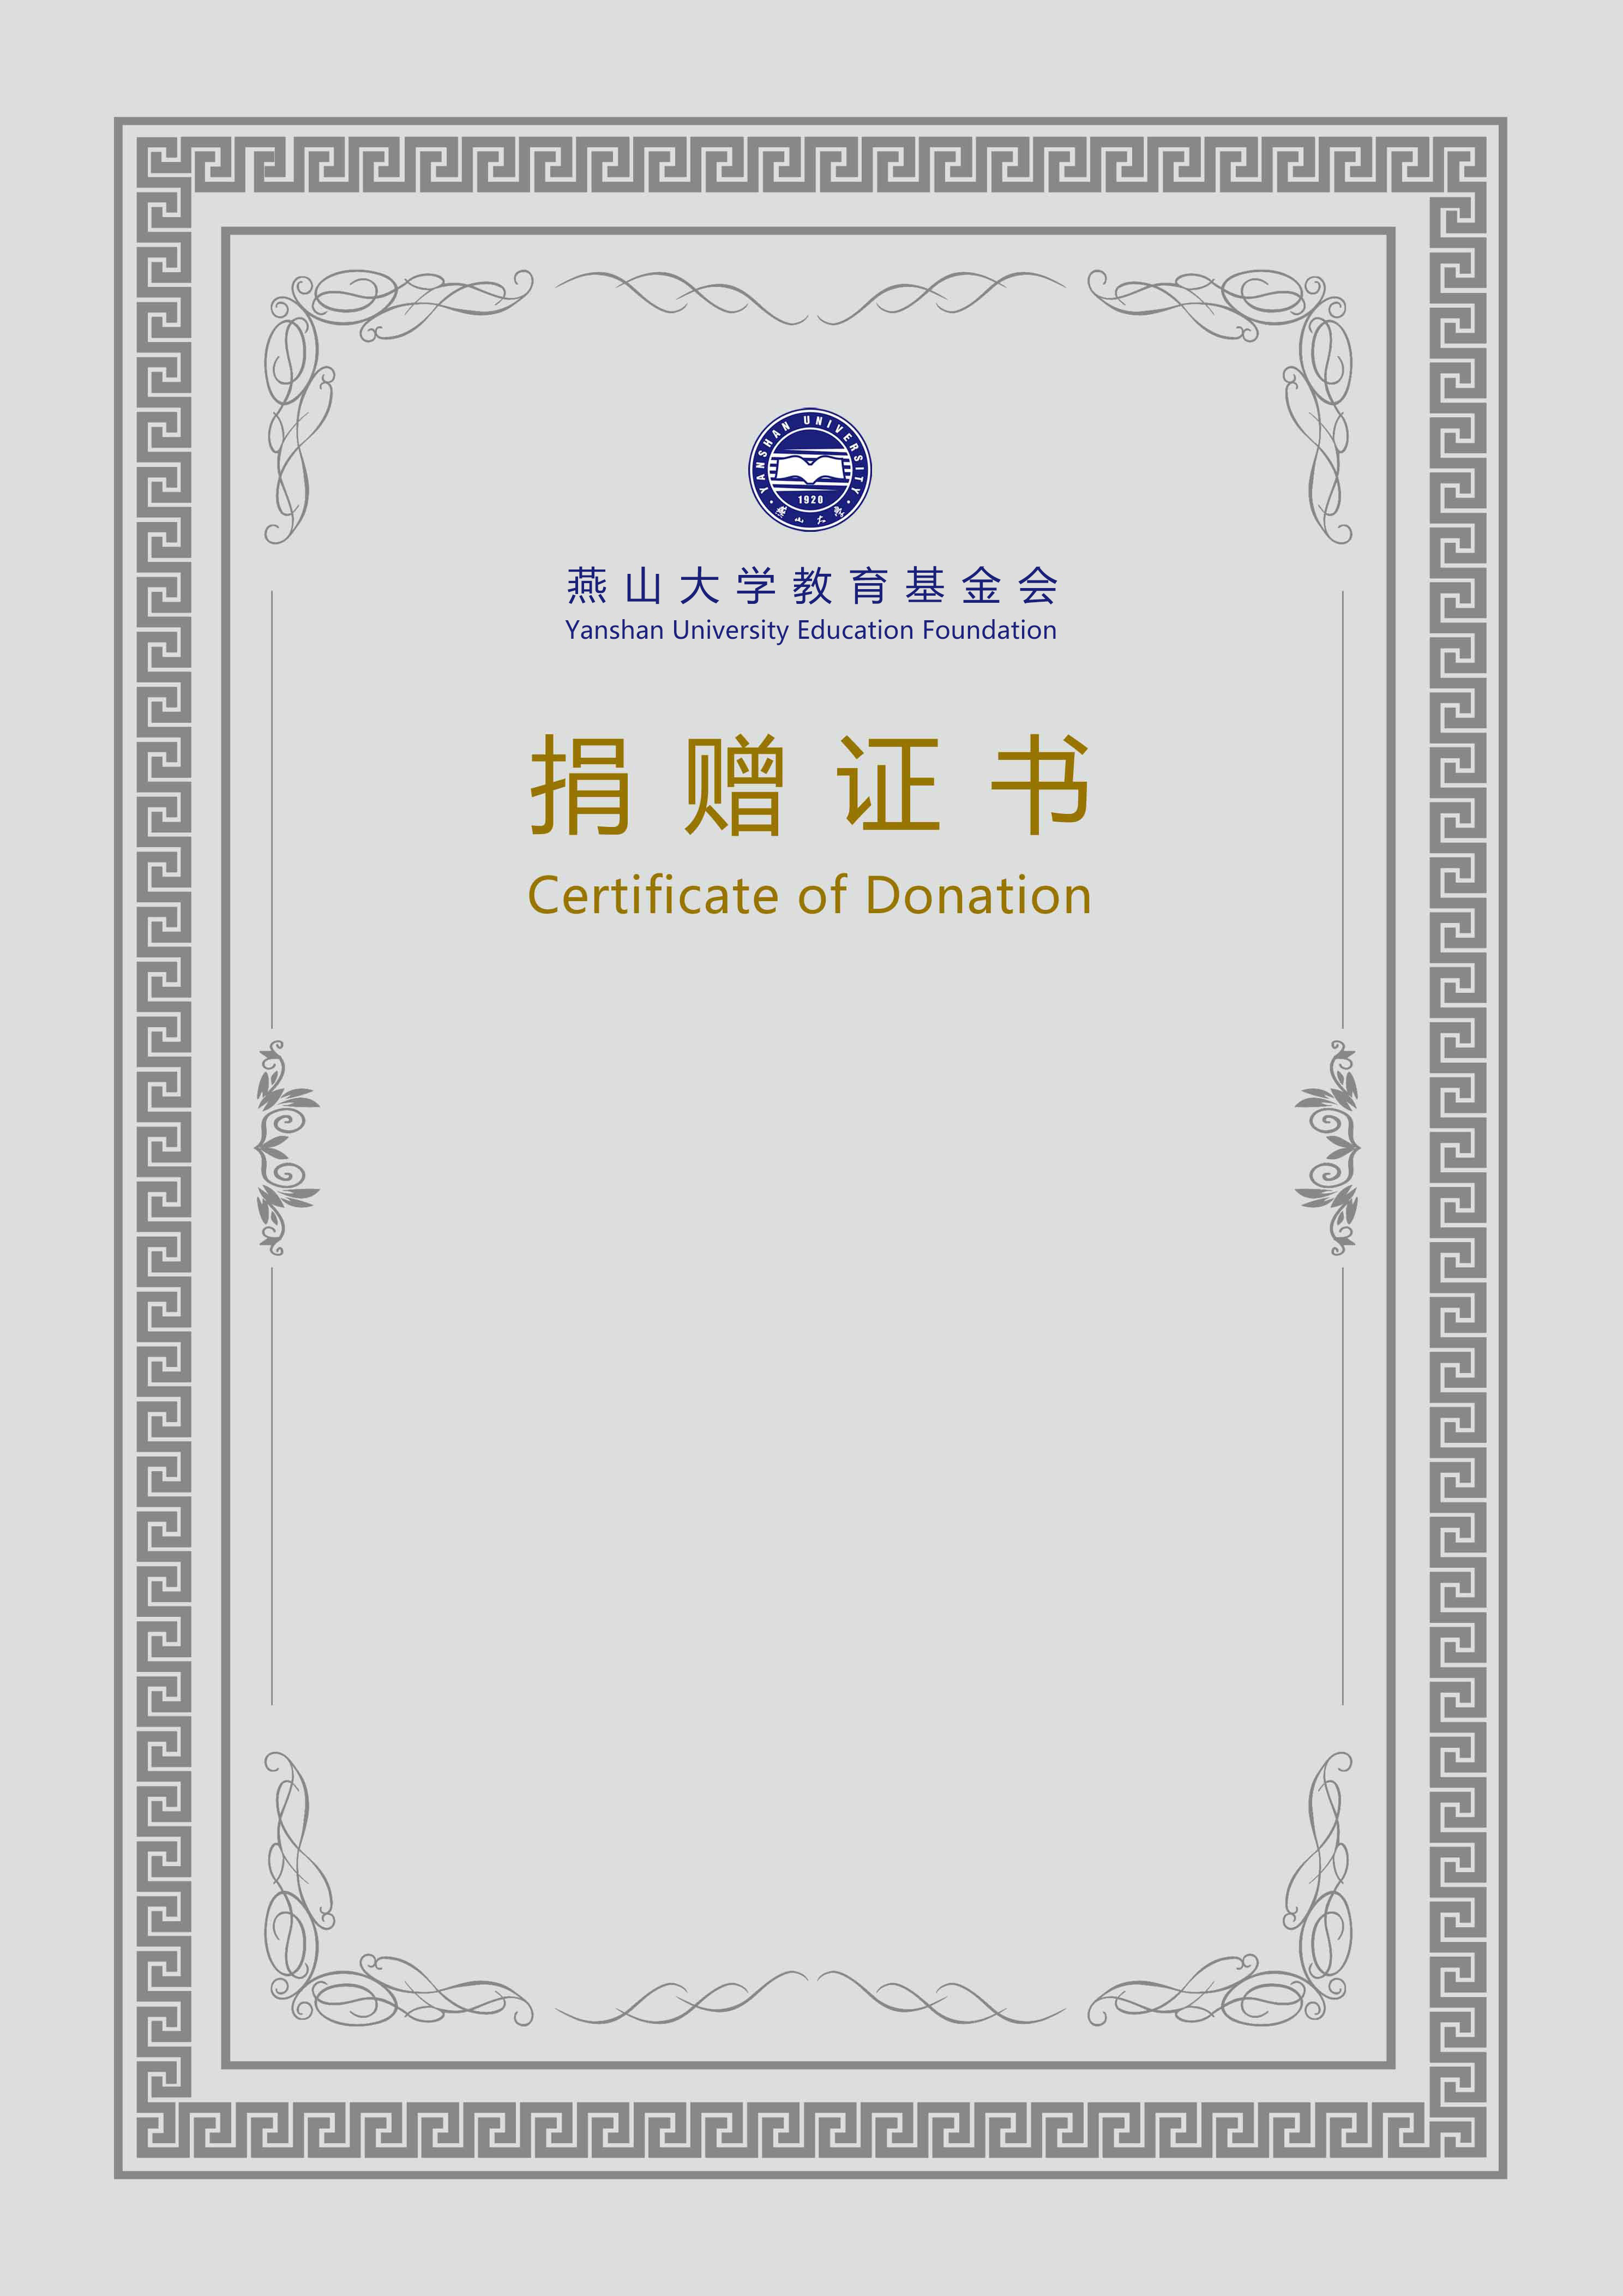 YANSHAN UNIVERSITY
1920
燕山大学
燕山大学教育基金会
Yanshan University Education Foundation
捐赠证书
Certificate of Donation